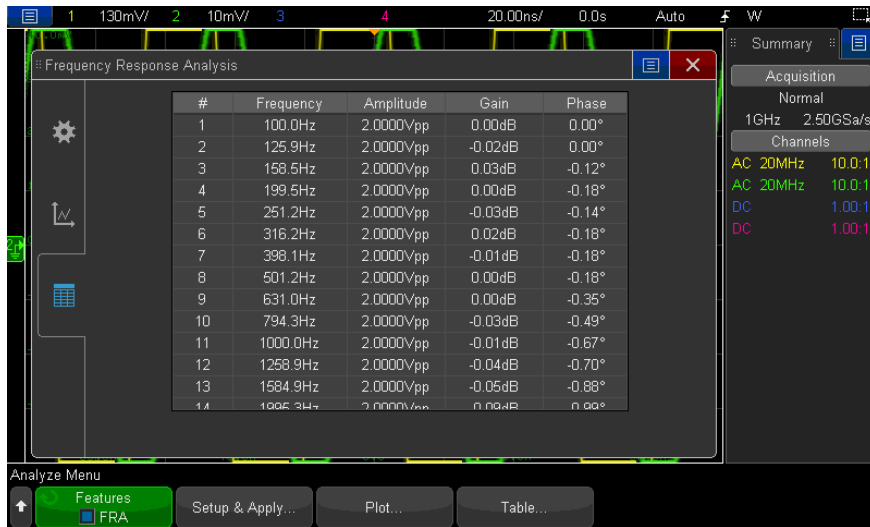 1 130mV/ 2 10mV/ 3 4 20.00ns/ 0.0s Auto W
Summary
Frequency Response Analysis
Acquisition
Normal
1GHz 2.50GSa/s
Channels
AC 20MHz 10.0:1
AC 20MHz 10.0:1
DC 1.00:1
DC 1.00:1
# Frequency Amplitude Gain Phase
1 100.0Hz 2.0000Vpp 0.00dB 0.00°
2 125.9Hz 2.0000Vpp -0.02dB 0.00°
3 158.5Hz 2.0000Vpp 0.03dB -0.12°
4 199.5Hz 2.0000Vpp 0.00dB -0.18°
5 251.2Hz 2.0000Vpp -0.03dB -0.14°
6 316.2Hz 2.0000Vpp 0.02dB -0.18°
7 398.1Hz 2.0000Vpp -0.01dB -0.18°
8 501.2Hz 2.0000Vpp 0.00dB -0.18°
9 631.0Hz 2.0000Vpp 0.00dB -0.35°
10 794.3Hz 2.0000Vpp -0.03dB -0.49°
11 1000.0Hz 2.0000Vpp -0.01dB -0.67°
12 1258.9Hz 2.0000Vpp -0.04dB -0.70°
13 1584.9Hz 2.0000Vpp -0.05dB -0.88°
14 1995.3Hz 2.0000Vpp
2
Analyze Menu
Features
FRA
Setup & Apply...
Plot...
Table...